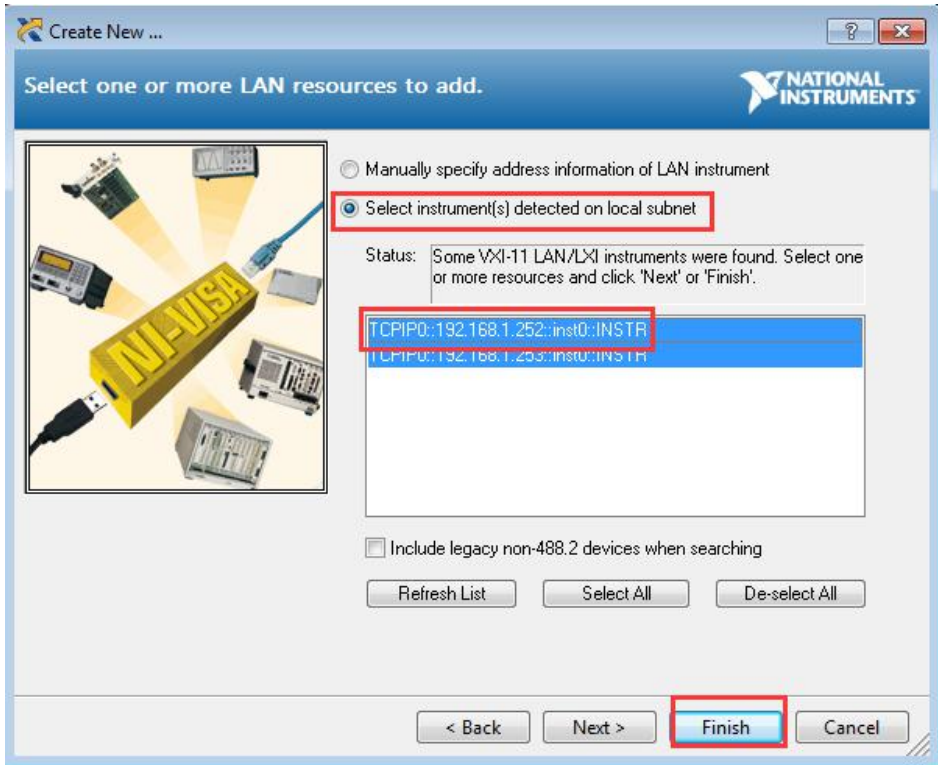 Create New ...
Select one or more LAN resources to add.
NATIONAL
INSTRUMENTS
NI-VISA
Manually specify address information of LAN instrument
Select instrument(s) detected on local subnet
Status:
Some VXI-11 LAN/LXI instruments were found. Select one
or more resources and click 'Next' or 'Finish'.
TCPIP0::192.168.1.252::inst0::INSTR
TCPIP0::192.168.1.253::inst0::INSTR
Include legacy non-488.2 devices when searching
Refresh List
Select All
De-select All
< Back
Next >
Finish
Cancel